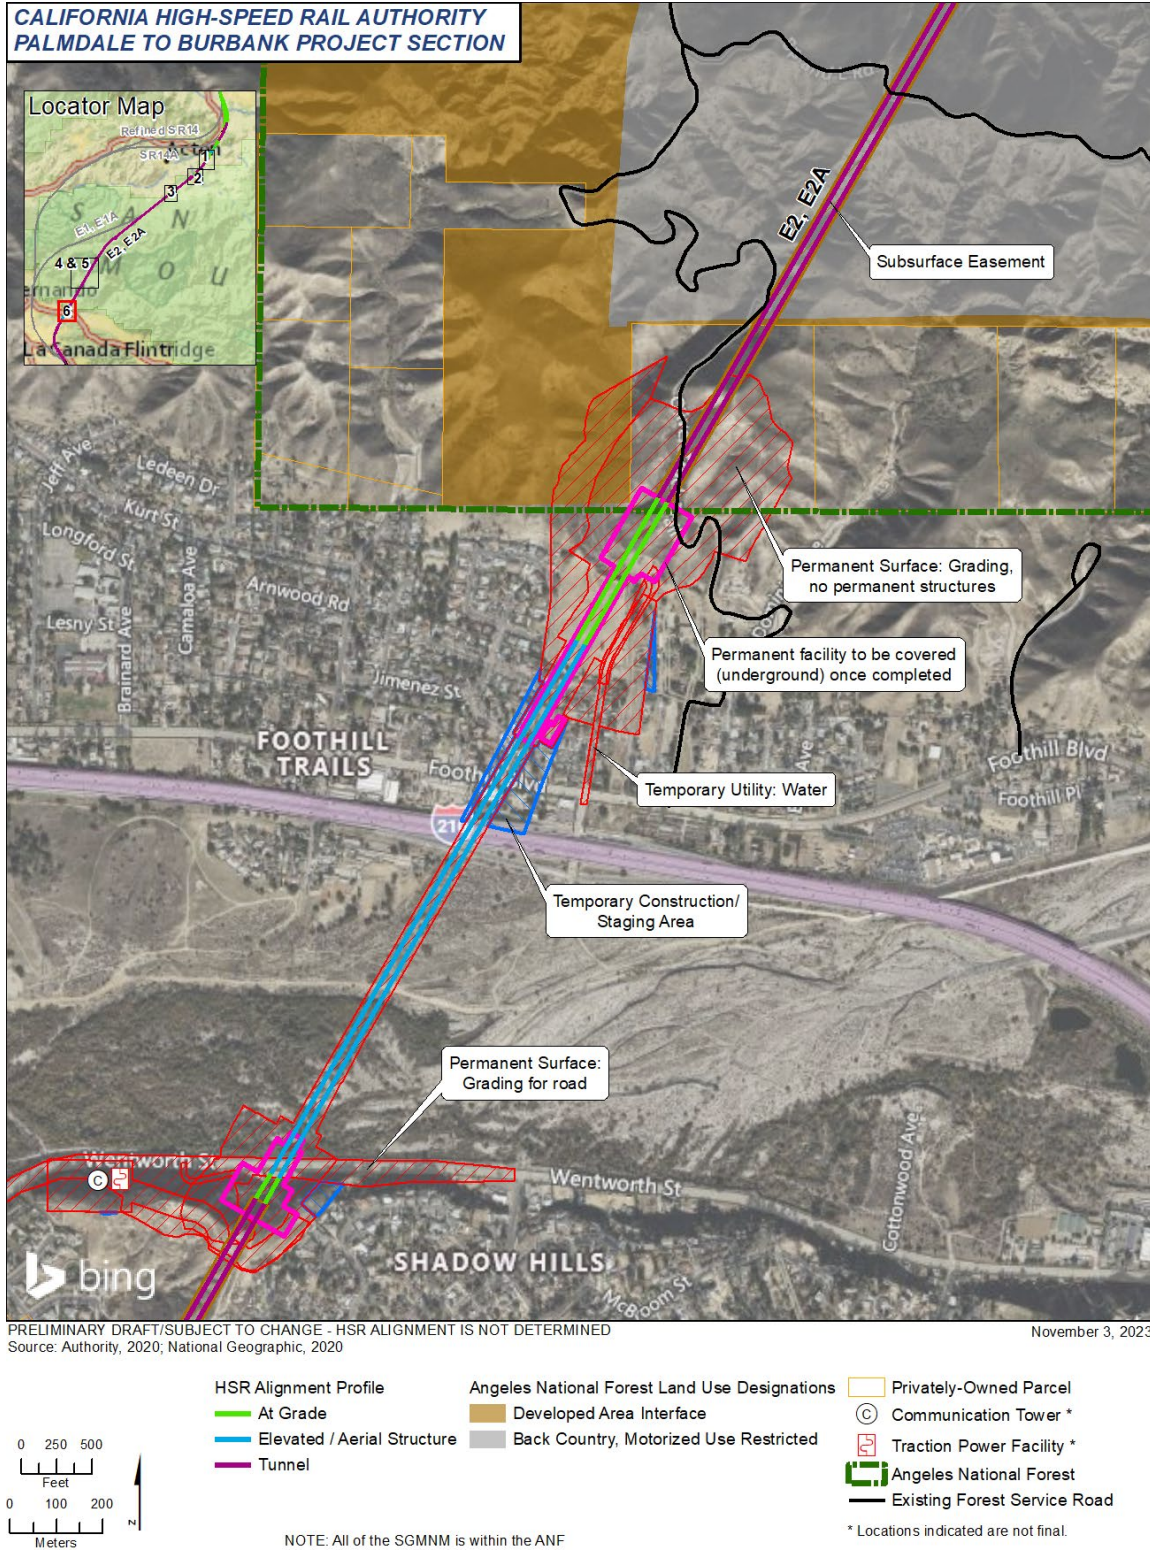 CALIFORNIA HIGH-SPEED RAIL AUTHORITY
PALMDALE TO BURBANK PROJECT SECTION
Locator Map
Refined SR14
SR14A
Acton
1
2
3
SAN
E1, E1A
E2, E2A
4 & 5
MOU
ernando
6
La Canada Flintridge
E2, E2A
Subsurface Easement
Jeff Ave
Ledeen Dr
Kurt St
Longford St
Camaloa Ave
Arnwood Rd
Lesny St
Brainard Ave
Jimenez St
Permanent Surface: Grading,
no permanent structures
Permanent facility to be covered
(underground) once completed
FOOTHILL
TRAILS
Foothill Blvd
Foothill Blvd
Foothill Pl
Temporary Utility: Water
210
Temporary Construction/
Staging Area
Permanent Surface:
Grading for road
Wentworth St
C
Wentworth St
Cottonwood Ave
SHADOW HILLS
McBroom St
bing
PRELIMINARY DRAFT/SUBJECT TO CHANGE - HSR ALIGNMENT IS NOT DETERMINED
November 3, 2023
Source: Authority, 2020; National Geographic, 2020
HSR Alignment Profile
At Grade
Elevated / Aerial Structure
Tunnel
Angeles National Forest Land Use Designations
Developed Area Interface
Back Country, Motorized Use Restricted
Privately-Owned Parcel
C Communication Tower *
Traction Power Facility *
Angeles National Forest
Existing Forest Service Road
* Locations indicated are not final.
0 250 500
Feet
0 100 200
Meters
N
NOTE: All of the SGMNM is within the ANF